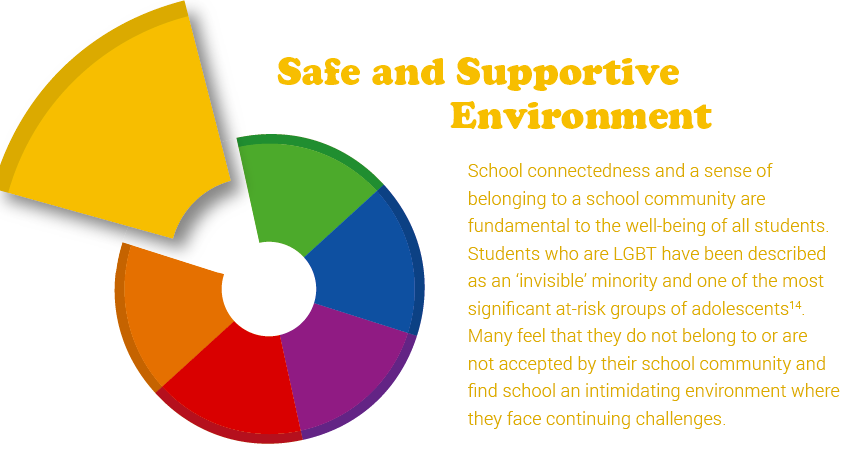 Safe and Supportive
Environment
School connectedness and a sense of
belonging to a school community are
fundamental to the well-being of all students.
Students who are LGBT have been described
as an ‘invisible’ minority and one of the most
significant at-risk groups of adolescents¹⁴.
Many feel that they do not belong to or are
not accepted by their school community and
find school an intimidating environment where
they face continuing challenges.